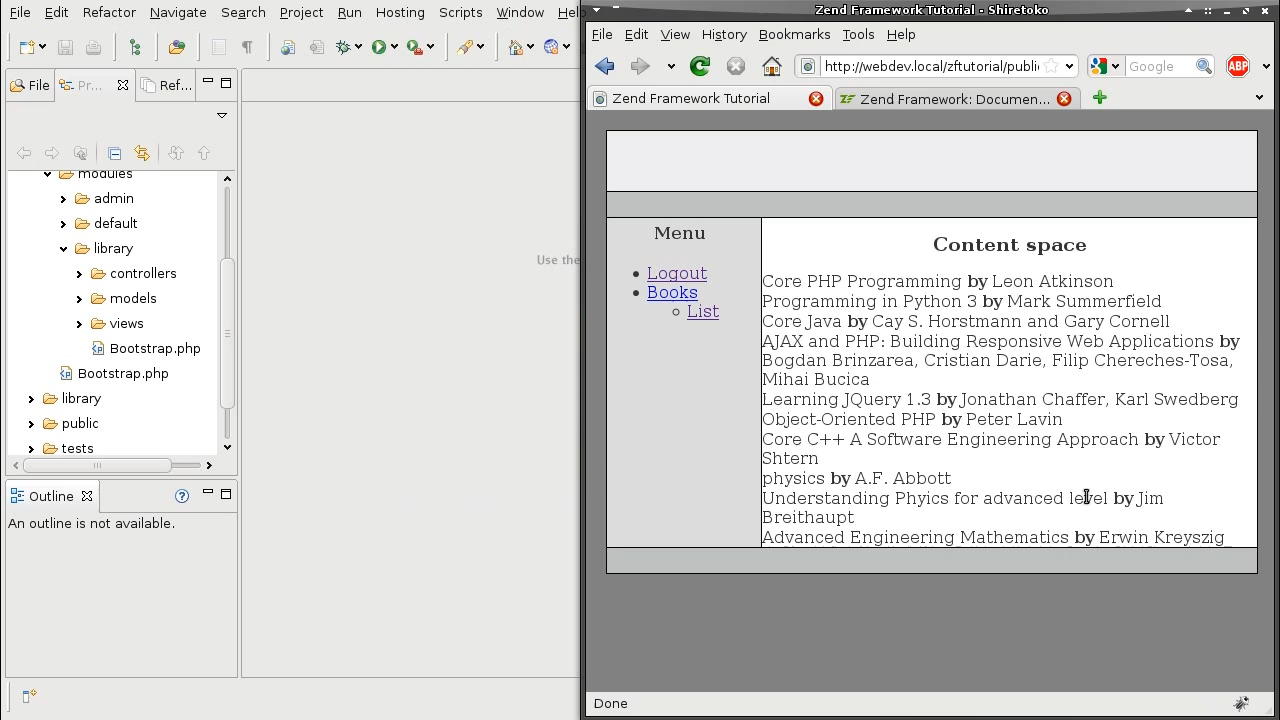 File Edit Refactor Navigate Search Project Run Hosting Scripts Window Help
File Pr... Ref...
modules
admin
default
library
controllers
models
views
Bootstrap.php
Bootstrap.php
library
public
tests
Outline
An outline is not available.
Use the
Zend Framework Tutorial - Shiretoko
File Edit View History Bookmarks Tools Help
http://webdev.local/zftutorial/public
Google
ABP
Zend Framework Tutorial
Zend Framework: Documen...
Menu
Logout
Books
List
Content space
Core PHP Programming by Leon Atkinson
Programming in Python 3 by Mark Summerfield
Core Java by Cay S. Horstmann and Gary Cornell
AJAX and PHP: Building Responsive Web Applications by
Bogdan Brinzarea, Cristian Darie, Filip Chereches-Tosa,
Mihai Bucica
Learning JQuery 1.3 by Jonathan Chaffer, Karl Swedberg
Object-Oriented PHP by Peter Lavin
Core C++ A Software Engineering Approach by Victor
Shtern
physics by A.F. Abbott
Understanding Phyics for advanced level by Jim
Breithaupt
Advanced Engineering Mathematics by Erwin Kreyszig
Done